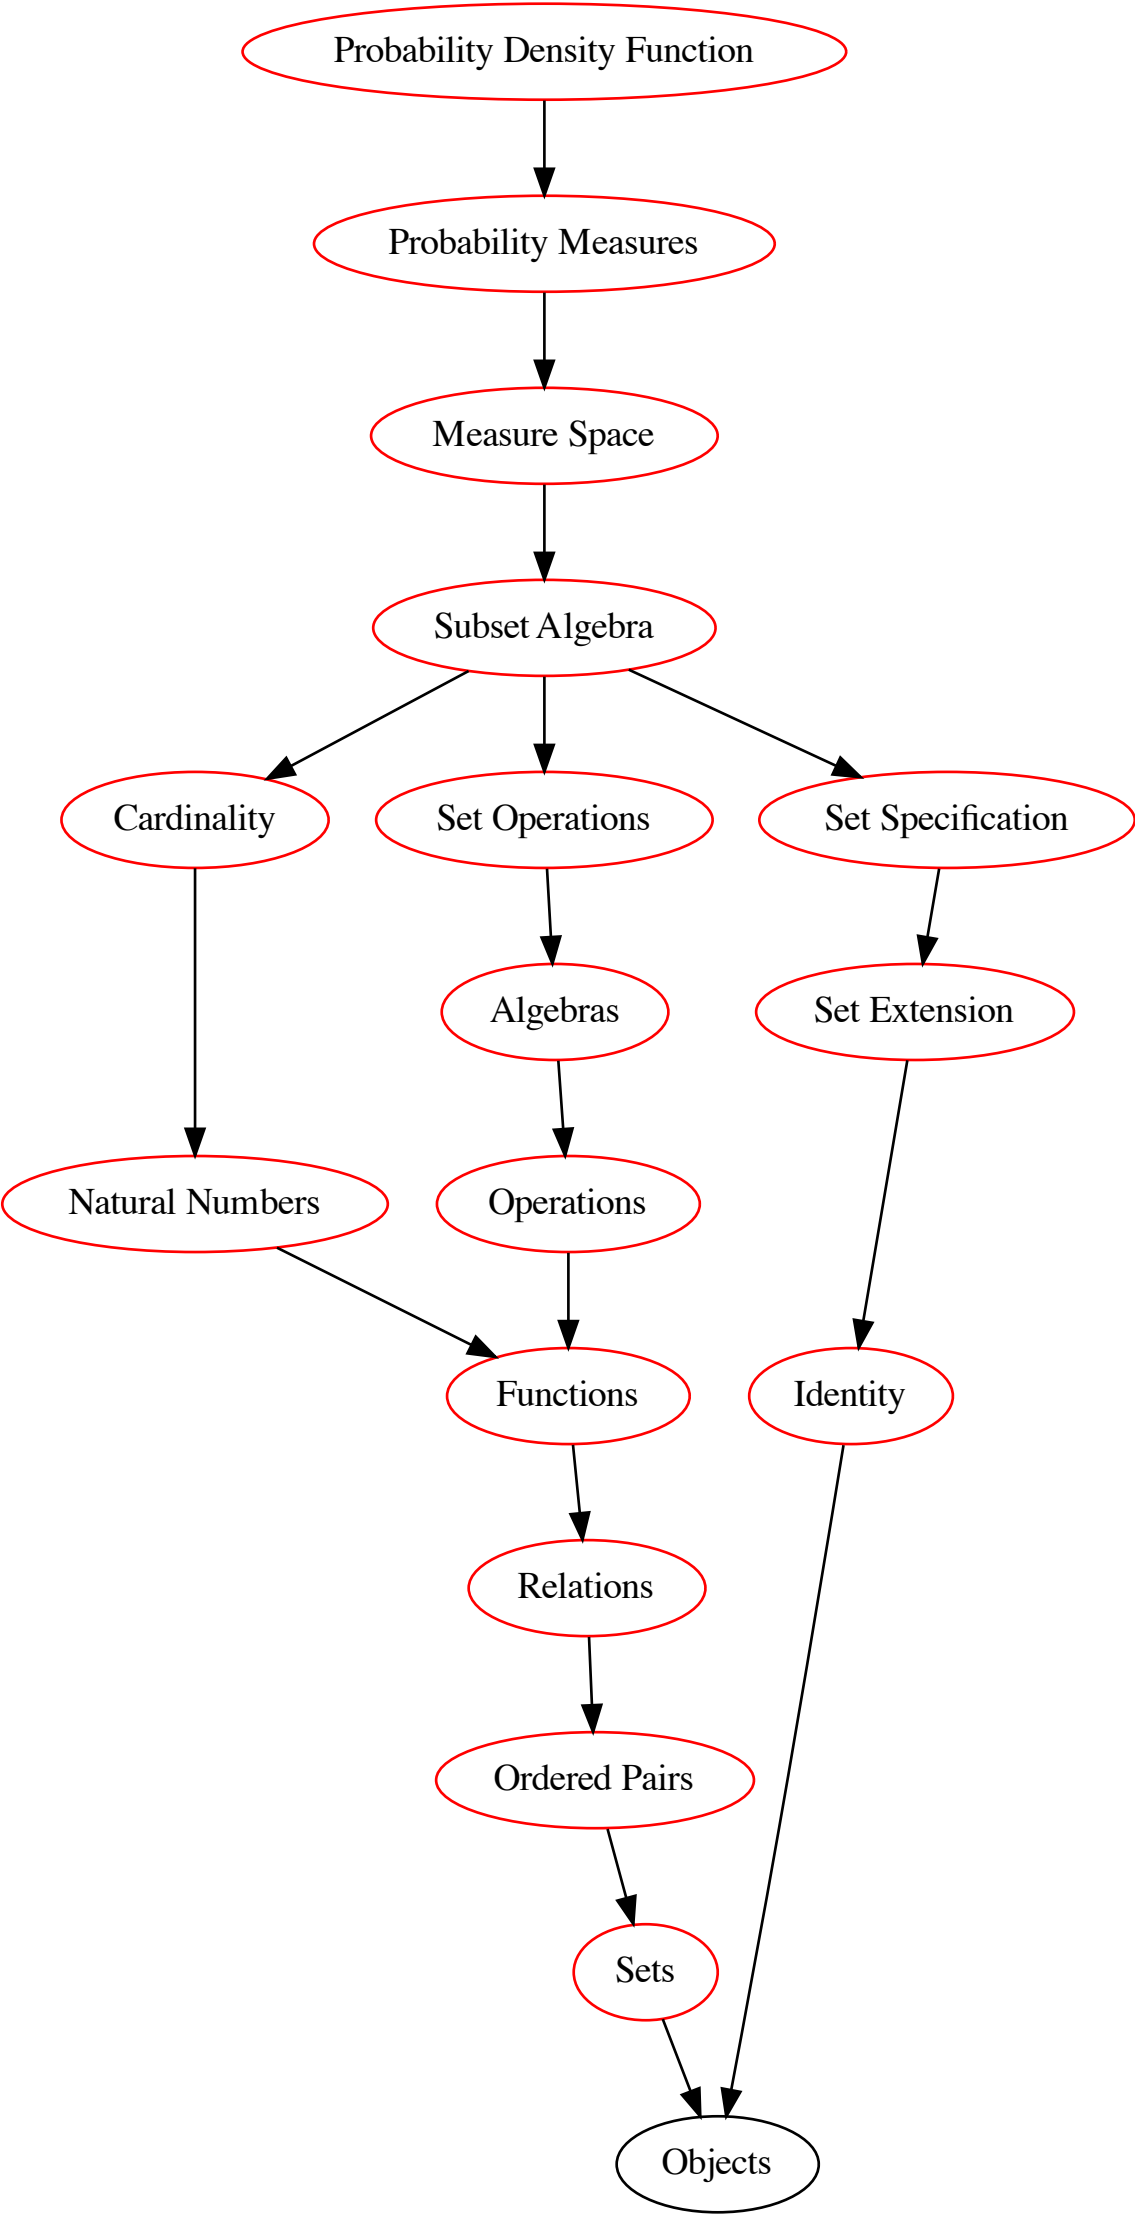 Probability Density Function
Probability Measures
Measure Space
Subset Algebra
Cardinality
Set Operations
Set Specification
Algebras
Set Extension
Natural Numbers
Operations
Functions
Identity
Relations
Ordered Pairs
Sets
Objects